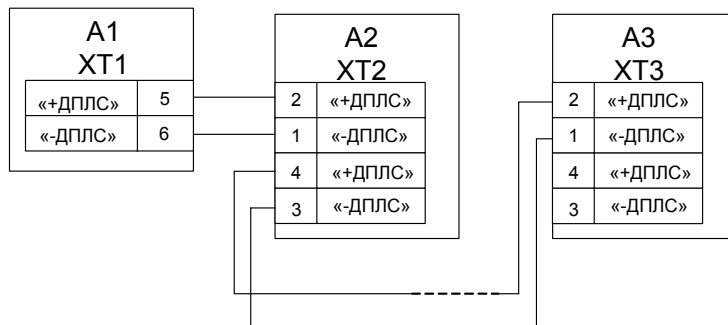 A1
XT1
«+ДПЛС» 5
«-ДПЛС» 6
A2
XT2
2 «+ДПЛС»
1 «-ДПЛС»
4 «+ДПЛС»
3 «-ДПЛС»
A3
XT3
2 «+ДПЛС»
1 «-ДПЛС»
4 «+ДПЛС»
3 «-ДПЛС»